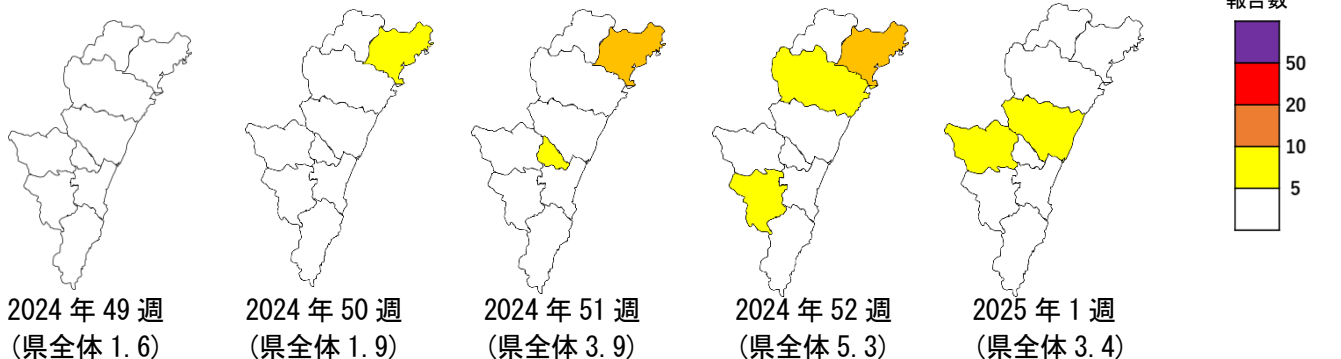 報告数
50
20
10
5
2024 年 49 週
(県全体 1.6)
2024 年 50 週
(県全体 1.9)
2024 年 51 週
(県全体 3.9)
2024 年 52 週
(県全体 5.3)
2025 年 1 週
(県全体 3.4)